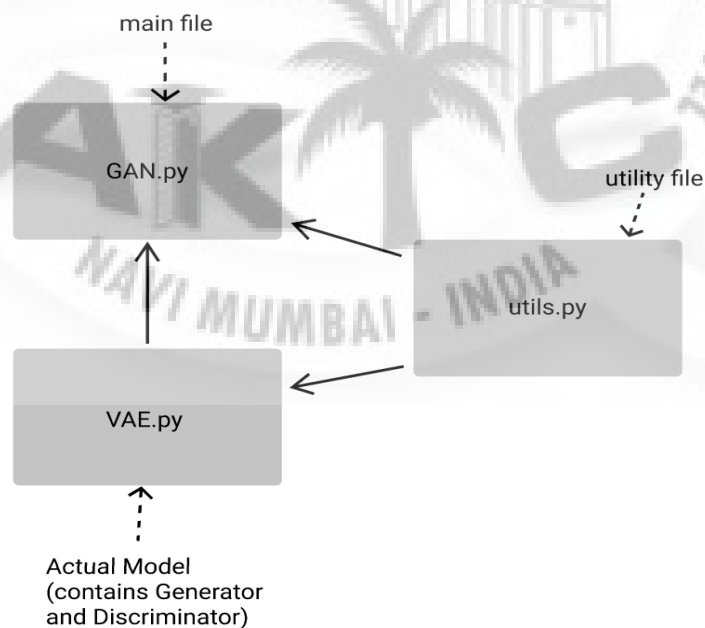 main file
GAN.py
utility file
utils.py
VAE.py
Actual Model
(contains Generator
and Discriminator)
NAVI MUMBAI - INDIA